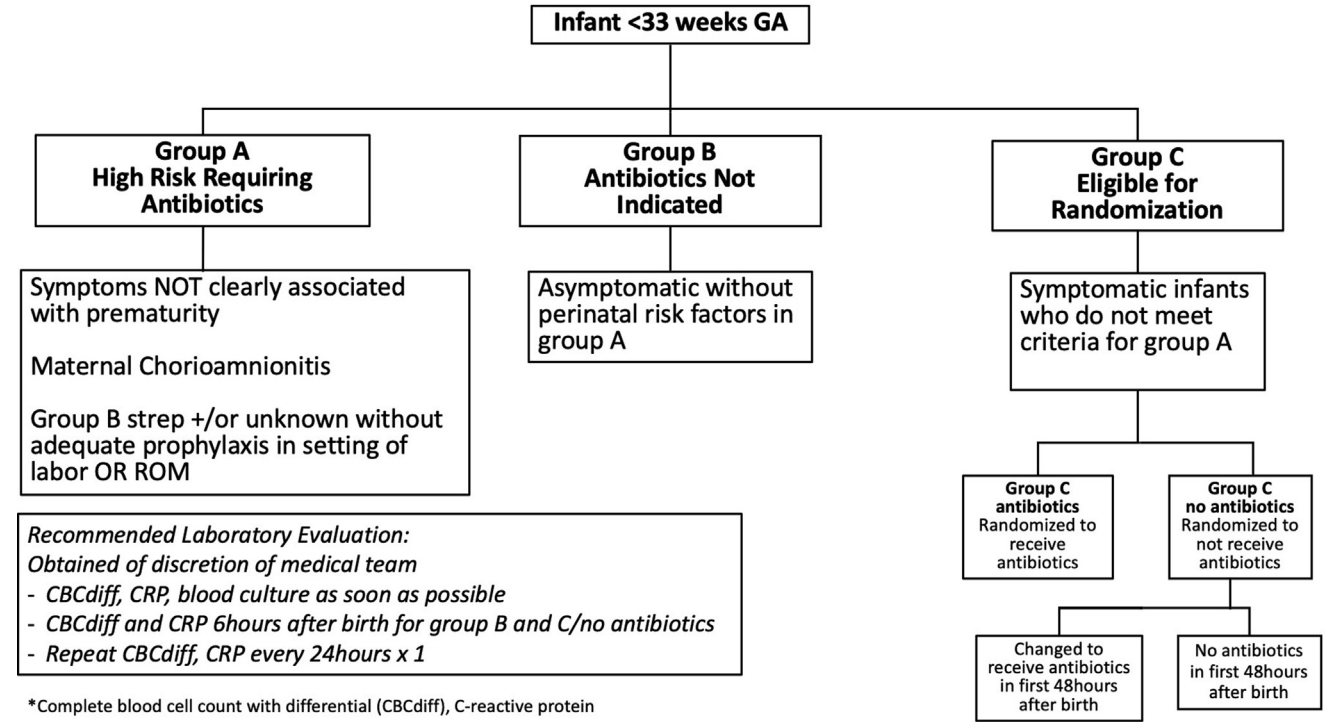 Infant <33 weeks GA
Group A
High Risk Requiring
Antibiotics
Symptoms NOT clearly associated
with prematurity
Maternal Chorioamnionitis
Group B strep +/or unknown without
adequate prophylaxis in setting of
labor OR ROM
Group B
Antibiotics Not
Indicated
Asymptomatic without
perinatal risk factors in
group A
Group C
Eligible for
Randomization
Symptomatic infants
who do not meet
criteria for group A
Group C
antibiotics
Randomized to
receive
antibiotics
Group C
no antibiotics
Randomized to
not receive
antibiotics
Changed to
receive antibiotics
in first 48hours
after birth
No antibiotics
in first 48hours
after birth
Recommended Laboratory Evaluation:
Obtained of discretion of medical team
- CBCdiff, CRP, blood culture as soon as possible
- CBCdiff and CRP 6hours after birth for group B and C/no antibiotics
- Repeat CBCdiff, CRP every 24hours x 1
*Complete blood cell count with differential (CBCdiff), C-reactive protein